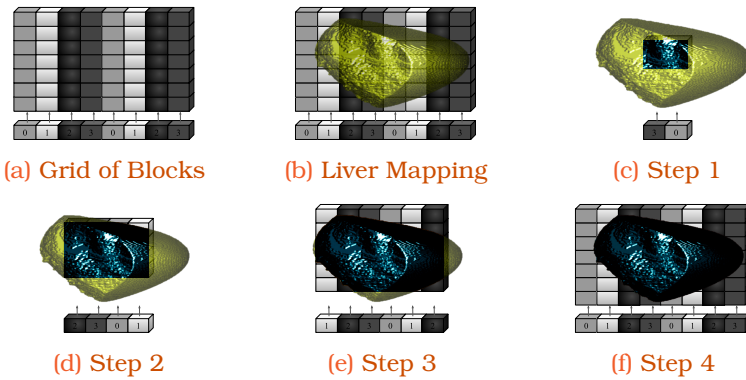 0 1 2 3 0 1 2 3
0 1 2 3 0 1 2 3
3 0
(a) Grid of Blocks
(b) Liver Mapping
(c) Step 1
2 3 0 1
1 2 3 0 1 2
0 1 2 3 0 1 2 3
(d) Step 2
(e) Step 3
(f) Step 4